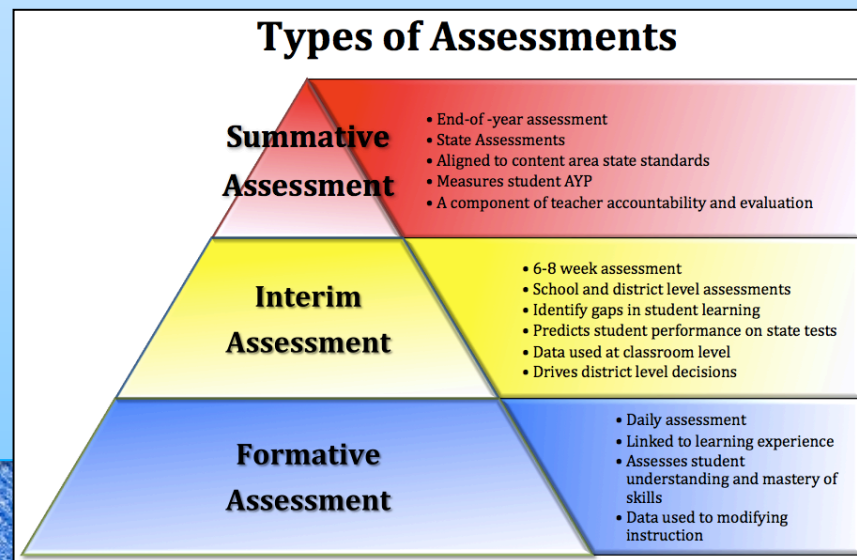 Types of Assessments
Summative
Assessment
• End-of -year assessment
• State Assessments
• Aligned to content area state standards
• Measures student AYP
• A component of teacher accountability and evaluation
Interim
Assessment
• 6-8 week assessment
• School and district level assessments
• Identify gaps in student learning
• Predicts student performance on state tests
• Data used at classroom level
• Drives district level decisions
Formative
Assessment
• Daily assessment
• Linked to learning experience
• Assesses student
understanding and mastery of
skills
• Data used to modifying
instruction